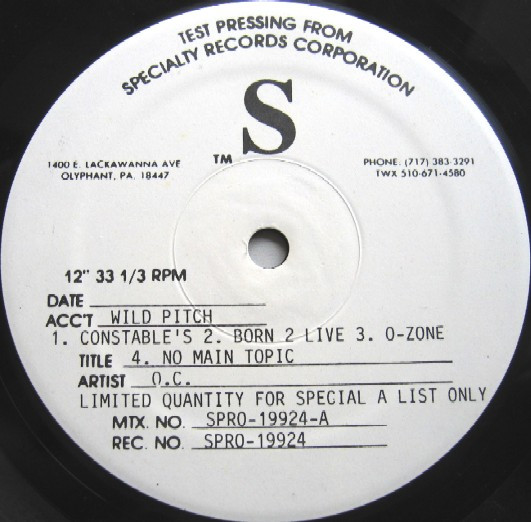 TEST PRESSING FROM
SPECIALTY RECORDS CORPORATION
S
TM
1400 E. LACKAWANNA AVE
OLYPHANT, PA. 18447
PHONE: (717) 383-3291
TWX 510-671-4580
12" 33 1/3 RPM
DATE
ACC'T WILD PITCH
1. CONSTABLE'S 2. BORN 2 LIVE 3. O-ZONE
TITLE 4. NO MAIN TOPIC
ARTIST O.C.
LIMITED QUANTITY FOR SPECIAL A LIST ONLY
MTX. NO. SPRO-19924-A
REC. NO. SPRO-19924